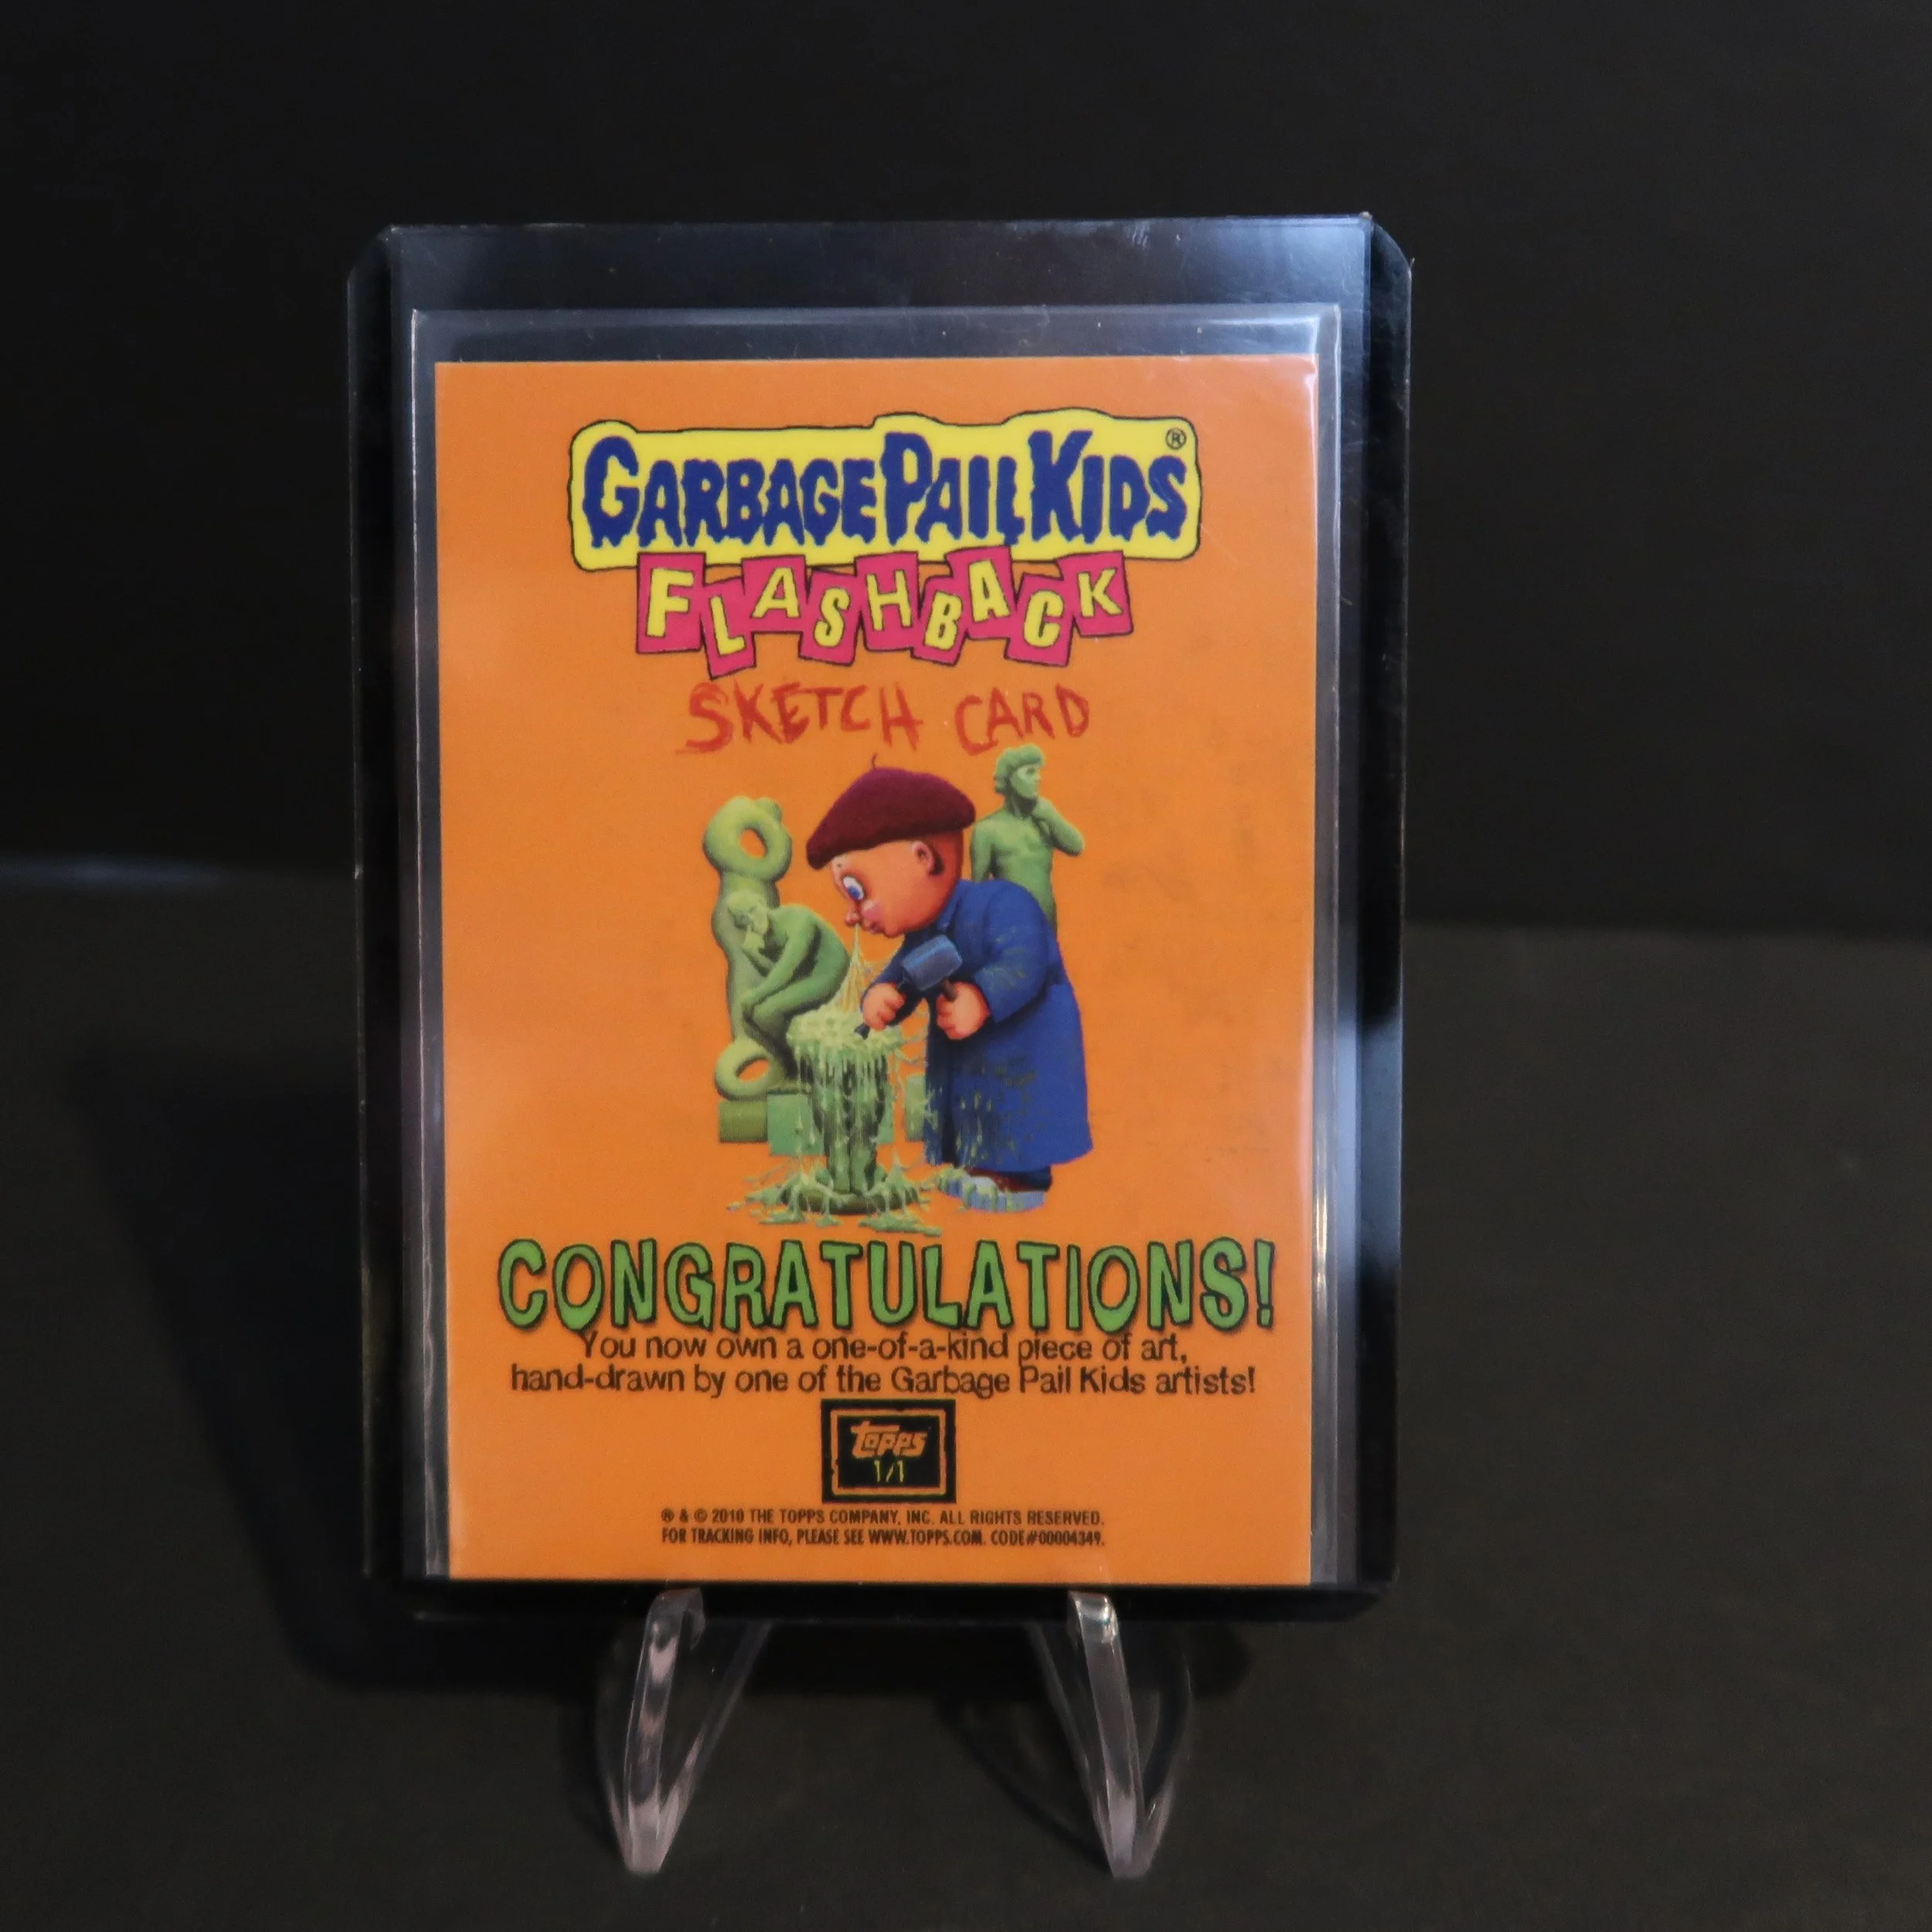 GARBAGE PAIL KIDS®
FLASHBACK
SKETCH CARD
CONGRATULATIONS!
You now own a one-of-a-kind piece of art,
hand-drawn by one of the Garbage Pail Kids artists!
Topps
1/1
® & © 2010 THE TOPPS COMPANY, INC. ALL RIGHTS RESERVED.
FOR TRACKING INFO, PLEASE SEE WWW.TOPPS.COM. CODE#00004349.